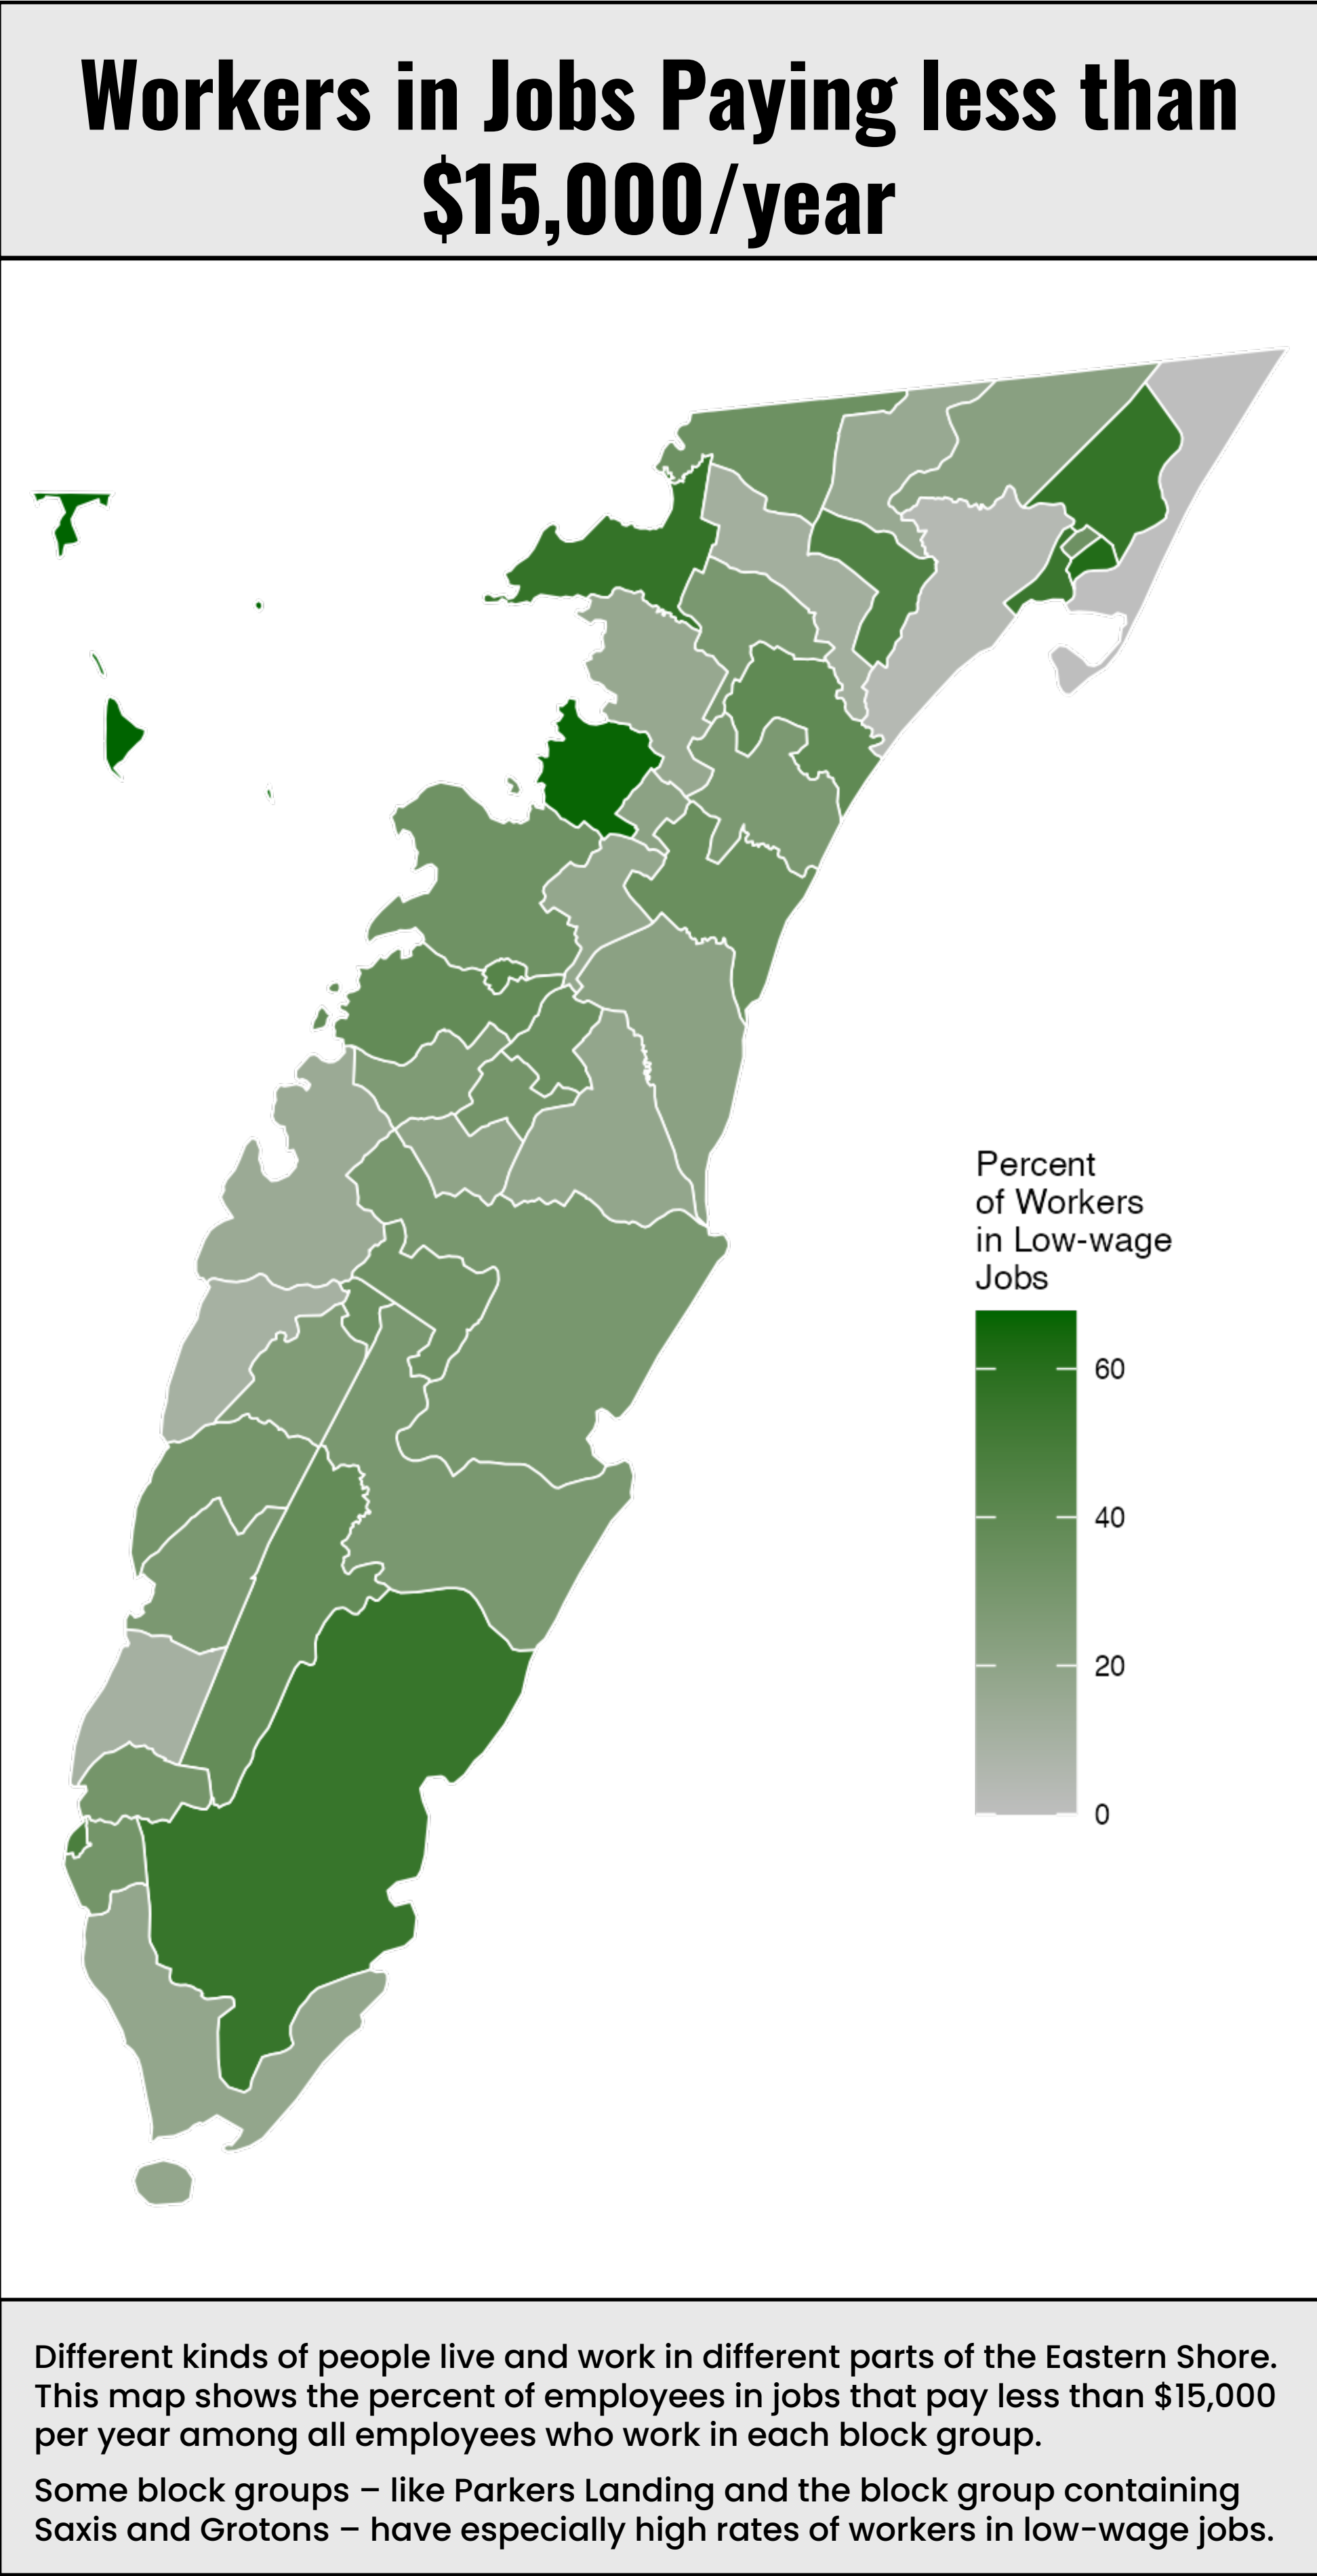 Workers in Jobs Paying less than
$15,000/year
Percent
of Workers
in Low-wage
Jobs
60
40
20
0
Different kinds of people live and work in different parts of the Eastern Shore.
This map shows the percent of employees in jobs that pay less than $15,000
per year among all employees who work in each block group.
Some block groups – like Parkers Landing and the block group containing
Saxis and Grotons – have especially high rates of workers in low-wage jobs.